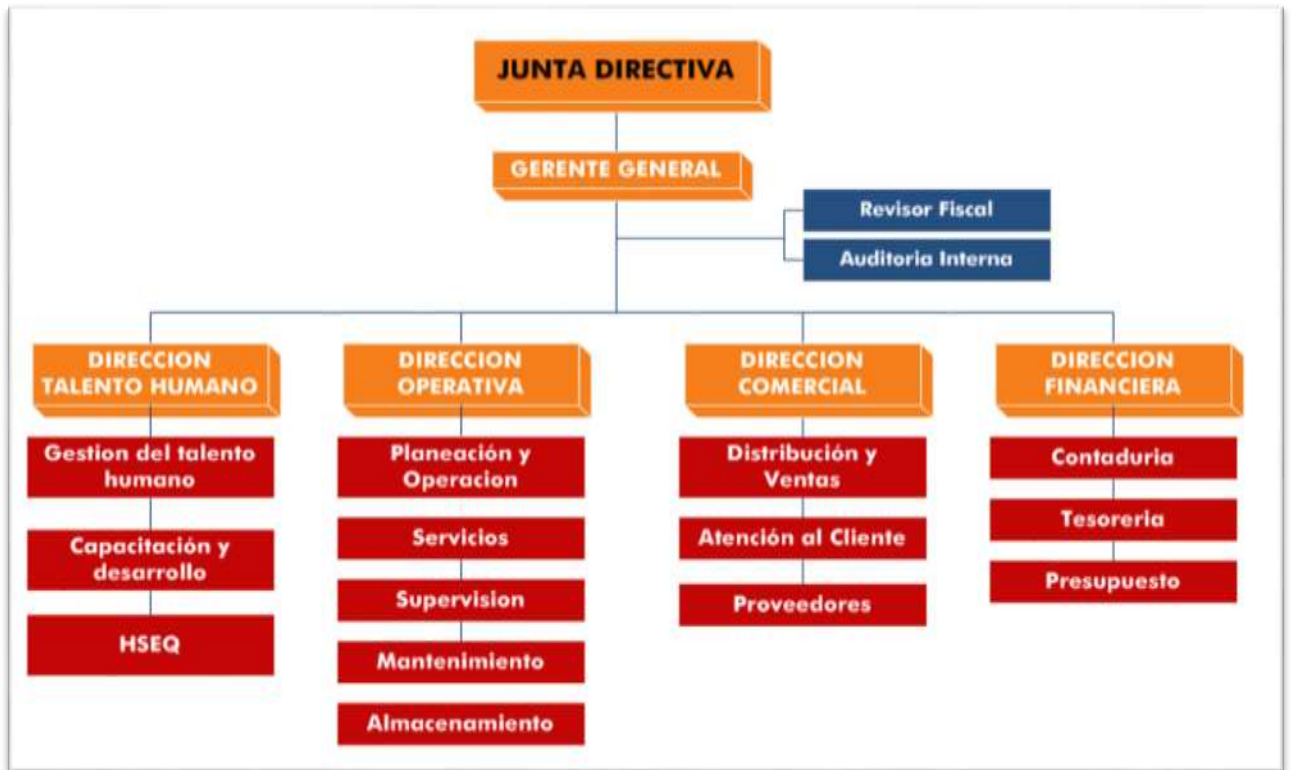 JUNTA DIRECTIVA
GERENTE GENERAL
Revisor Fiscal
Auditoria Interna
DIRECCION
TALENTO HUMANO
Gestion del talento
humano
Capacitación y
desarrollo
HSEQ
DIRECCION
OPERATIVA
Planeación y
Operacion
Servicios
Supervision
Mantenimiento
Almacenamiento
DIRECCION
COMERCIAL
Distribución y
Ventas
Atención al Cliente
Proveedores
DIRECCION
FINANCIERA
Contaduria
Tesoreria
Presupuesto